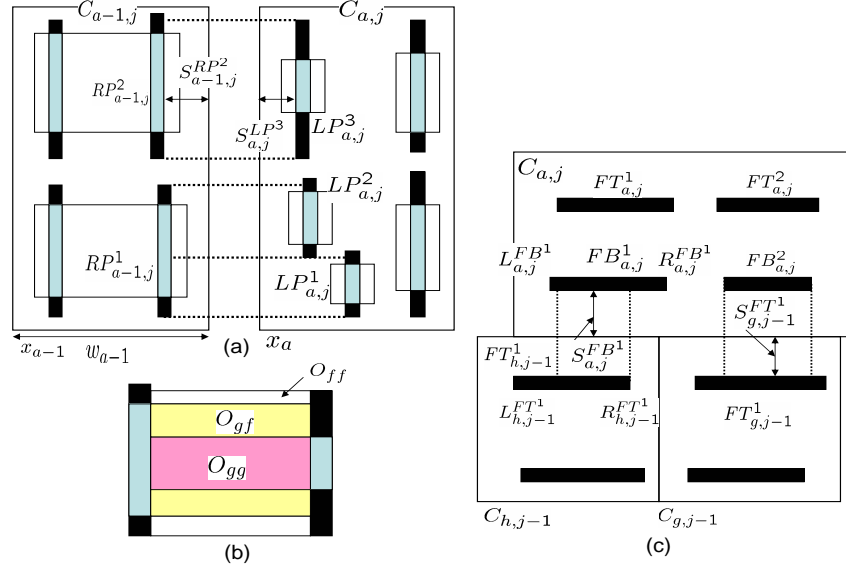 C_{a-1,j}
C_{a,j}
RP^2_{a-1,j}
S^{RP^2}_{a-1,j}
S^{LP^3}_{a,j}
LP^3_{a,j}
LP^2_{a,j}
RP^1_{a-1,j}
LP^1_{a,j}
x_{a-1}
w_{a-1}
(a)
x_a
O_{ff}
O_{gf}
O_{gg}
(b)
C_{a,j}
FT^1_{a,j}
FT^2_{a,j}
L^{FB^1}_{a,j}
FB^1_{a,j}
R^{FB^1}_{a,j}
FB^2_{a,j}
S^{FT^1}_{g,j-1}
FT^1_{h,j-1}
S^{FB^1}_{a,j}
L^{FT^1}_{h,j-1}
R^{FT^1}_{h,j-1}
FT^1_{g,j-1}
C_{h,j-1}
C_{g,j-1}
(c)